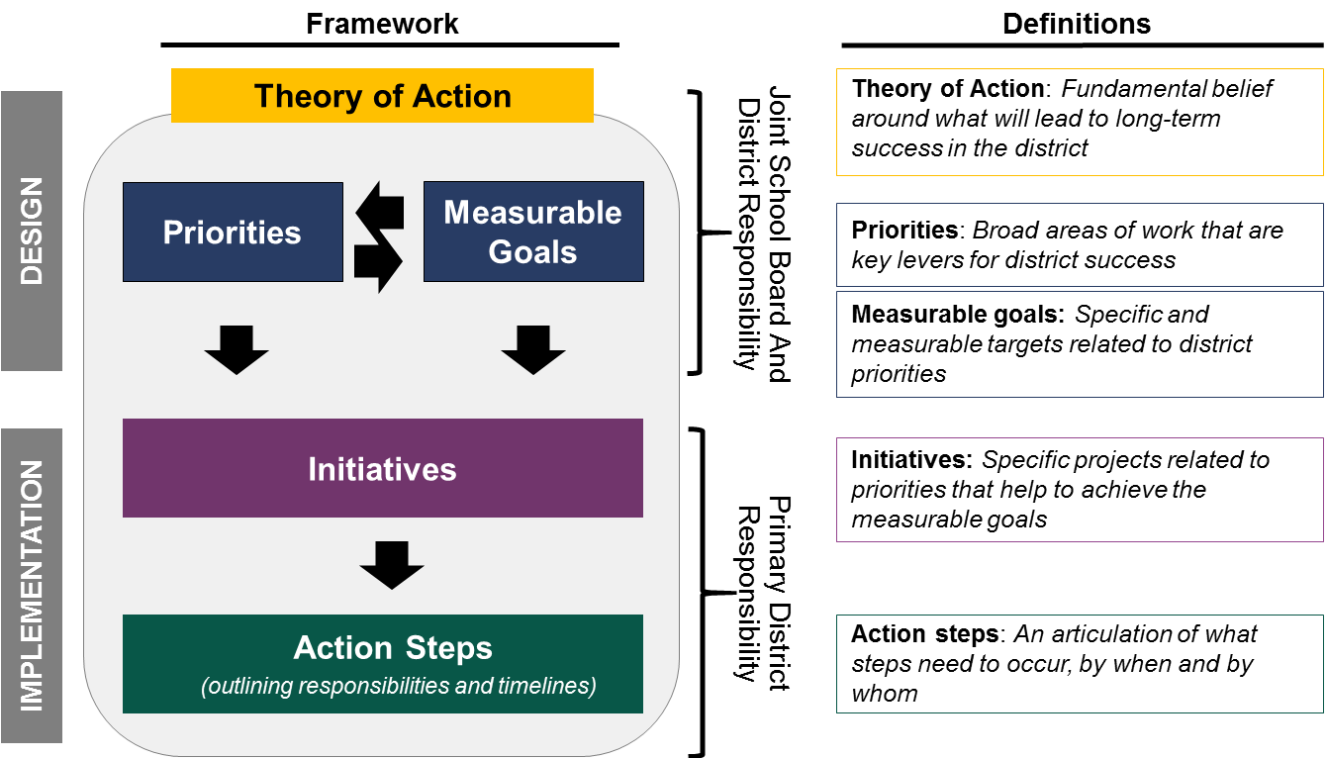 Framework
Definitions
DESIGN
Theory of Action
Priorities
Measurable
Goals
Joint School Board And
District Responsibility
Theory of Action: Fundamental belief
around what will lead to long-term
success in the district
Priorities: Broad areas of work that are
key levers for district success
Measurable goals: Specific and
measurable targets related to district
priorities
IMPLEMENTATION
Initiatives
Action Steps
(outlining responsibilities and timelines)
Primary District
Responsibility
Initiatives: Specific projects related to
priorities that help to achieve the
measurable goals
Action steps: An articulation of what
steps need to occur, by when and by
whom